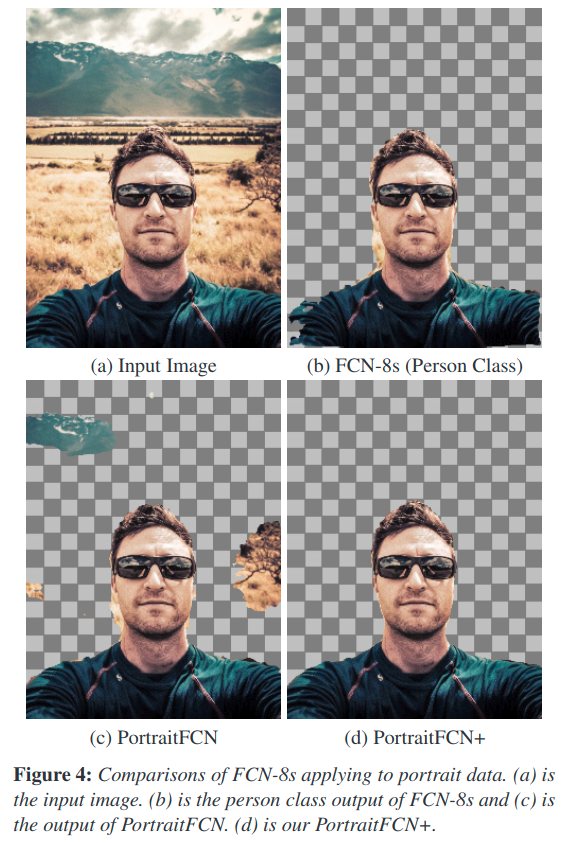 (a) Input Image
(b) FCN-8s (Person Class)
(c) PortraitFCN
(d) PortraitFCN+
Figure 4: Comparisons of FCN-8s applying to portrait data. (a) is
the input image. (b) is the person class output of FCN-8s and (c) is
the output of PortraitFCN. (d) is our PortraitFCN+.